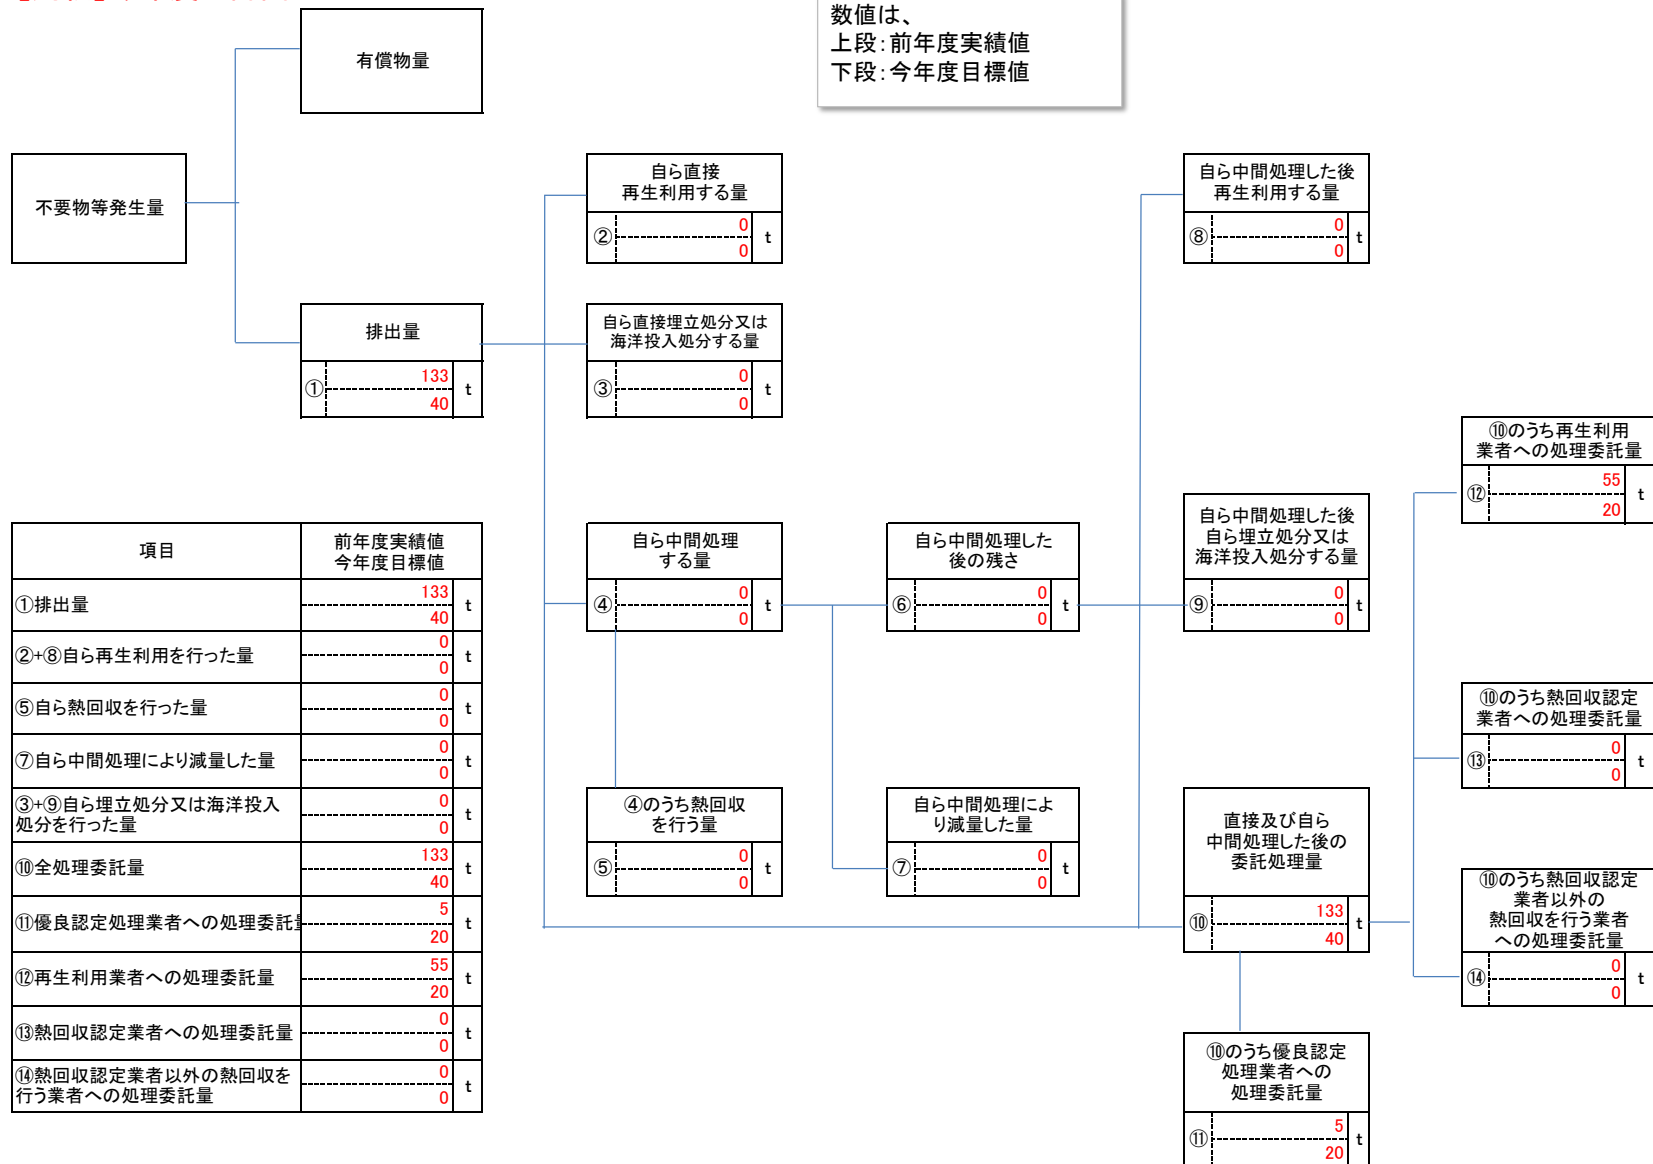 数値は、
上段：前年度実績値
下段：今年度目標値
有償物量
不要物等発生量
自ら直接
再生利用する量
② 0 t
0
自ら中間処理した後
再生利用する量
⑧ 0 t
0
排出量
① 133 t
40
自ら直接埋立処分又は
海洋投入処分する量
③ 0 t
0
⑩のうち再生利用
業者への処理委託量
⑫ 55 t
20
自ら中間処理
する量
④ 0 t
0
自ら中間処理した
後の残さ
⑥ 0 t
0
自ら中間処理した後
自ら埋立処分又は
海洋投入処分する量
⑨ 0 t
0
⑩のうち熱回収認定
業者への処理委託量
⑬ 0 t
0
④のうち熱回収
を行う量
⑤ 0 t
0
自ら中間処理によ
り減量した量
⑦ 0 t
0
直接及び自ら
中間処理した後の
委託処理量
⑩ 133 t
40
⑩のうち熱回収認定
業者以外の
熱回収を行う業者
への処理委託量
⑭ 0 t
0
⑩のうち優良認定
処理業者への
処理委託量
⑪ 5 t
20
項目 前年度実績値
今年度目標値
①排出量 133 t
40
②+⑧自ら再生利用を行った量 0 t
0
⑤自ら熱回収を行った量 0 t
0
⑦自ら中間処理により減量した量 0 t
0
③+⑨自ら埋立処分又は海洋投入
処分を行った量 0 t
0
⑩全処理委託量 133 t
40
⑪優良認定処理業者への処理委託 5 t
20
⑫再生利用業者への処理委託量 55 t
20
⑬熱回収認定業者への処理委託量 0 t
0
⑭熱回収認定業者以外の熱回収を
行う業者への処理委託量 0 t
0